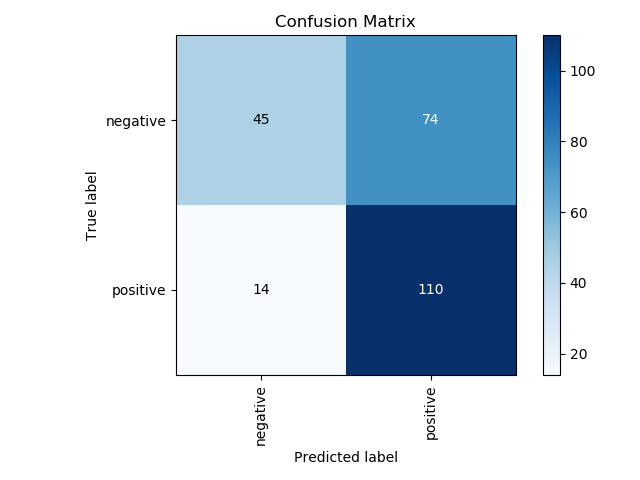 Confusion Matrix
negative
45
74
positive
14
110
True label
negative
positive
Predicted label
100
80
60
40
20